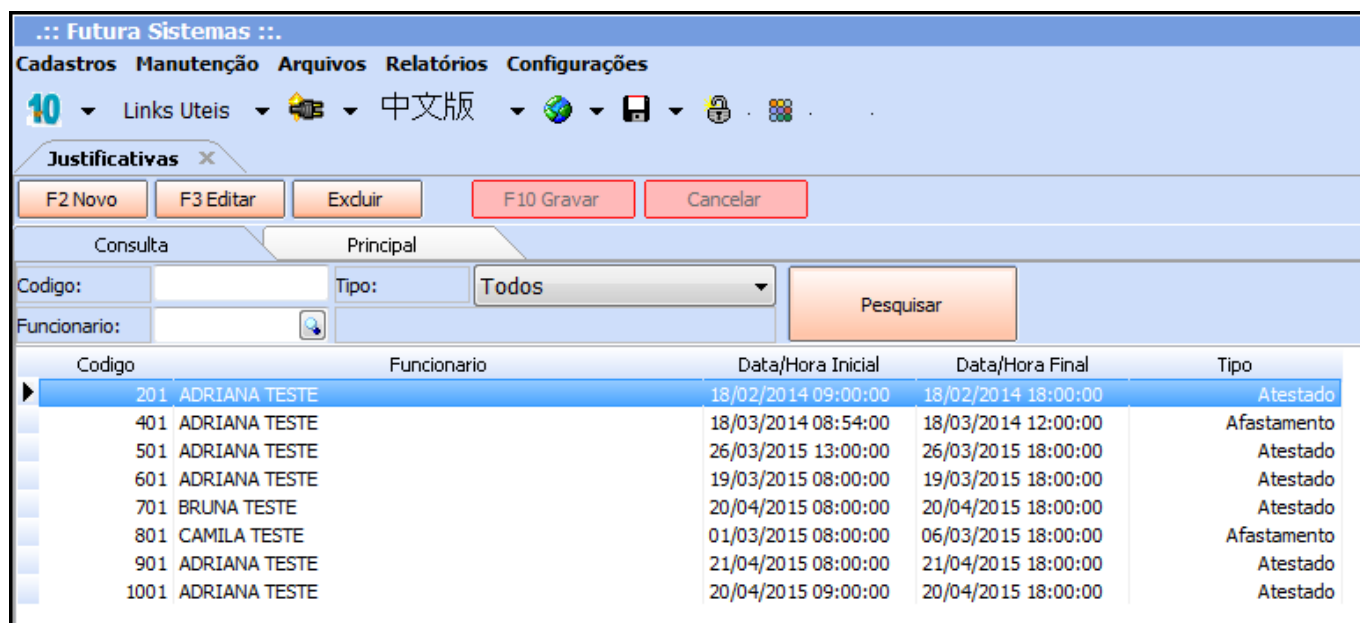 .:: Futura Sistemas ::.
Cadastros Manutenção Arquivos Relatórios Configurações
10 Links Uteis 中文版
Justificativas
F2 Novo F3 Editar Excluir F10 Gravar Cancelar
Consulta Principal
Codigo: Tipo: Todos Pesquisar
Funcionario:
Codigo Funcionario Data/Hora Inicial Data/Hora Final Tipo
201 ADRIANA TESTE 18/02/2014 09:00:00 18/02/2014 18:00:00 Atestado
401 ADRIANA TESTE 18/03/2014 08:54:00 18/03/2014 12:00:00 Afastamento
501 ADRIANA TESTE 26/03/2015 13:00:00 26/03/2015 18:00:00 Atestado
601 ADRIANA TESTE 19/03/2015 08:00:00 19/03/2015 18:00:00 Atestado
701 BRUNA TESTE 20/04/2015 08:00:00 20/04/2015 18:00:00 Atestado
801 CAMILA TESTE 01/03/2015 08:00:00 06/03/2015 18:00:00 Afastamento
901 ADRIANA TESTE 21/04/2015 08:00:00 21/04/2015 18:00:00 Atestado
1001 ADRIANA TESTE 20/04/2015 09:00:00 20/04/2015 18:00:00 Atestado